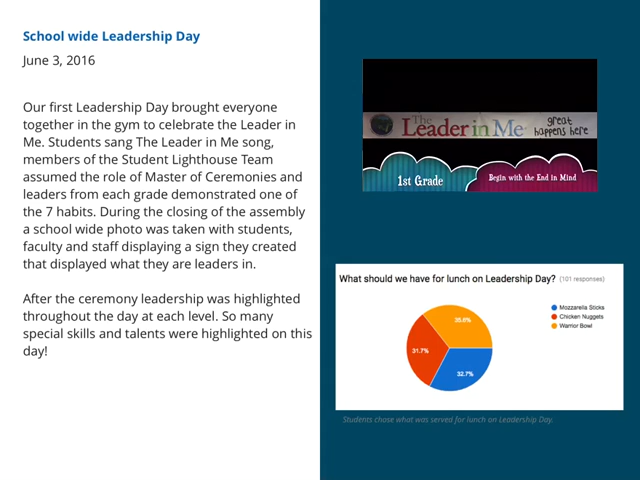 School wide Leadership Day
June 3, 2016
Our first Leadership Day brought everyone
together in the gym to celebrate the Leader in
Me. Students sang The Leader in Me song,
members of the Student Lighthouse Team
assumed the role of Master of Ceremonies and
leaders from each grade demonstrated one of
the 7 habits. During the closing of the assembly
a school wide photo was taken with students,
faculty and staff displaying a sign they created
that displayed what they are leaders in.
After the ceremony leadership was highlighted
throughout the day at each level. So many
special skills and talents were highlighted on this
day!
The
Leader in Me
great
happens here
1st Grade
Begin with the End in Mind
What should we have for lunch on Leadership Day? (101 responses)
Mozzarella Sticks
Chicken Nuggets
Warrior Bowl
35.6%
31.7%
32.7%
Students chose what was served for lunch on Leadership Day.